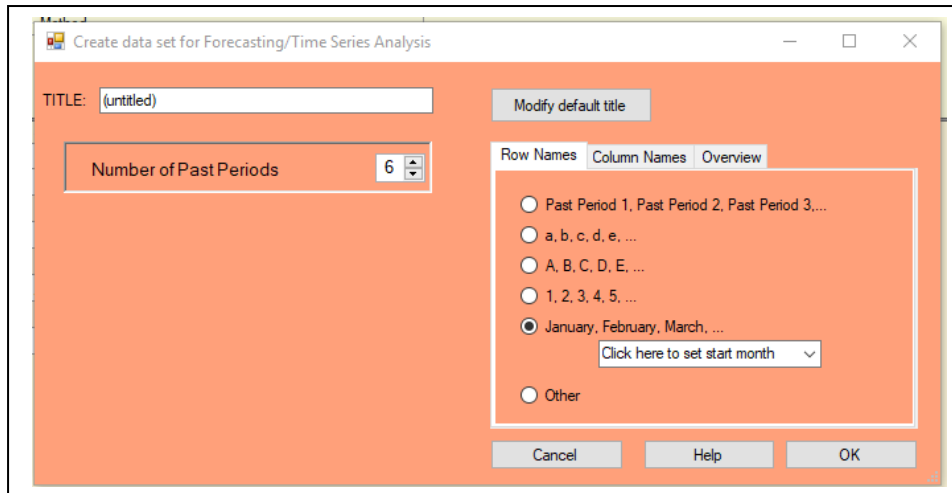 Method
Create data set for Forecasting/Time Series Analysis
TITLE: (untitled)
Modify default title
Number of Past Periods 6
Row Names Column Names Overview
Past Period 1, Past Period 2, Past Period 3,...
a, b, c, d, e, ...
A, B, C, D, E, ...
1, 2, 3, 4, 5, ...
January, February, March, ...
Click here to set start month
Other
Cancel Help OK